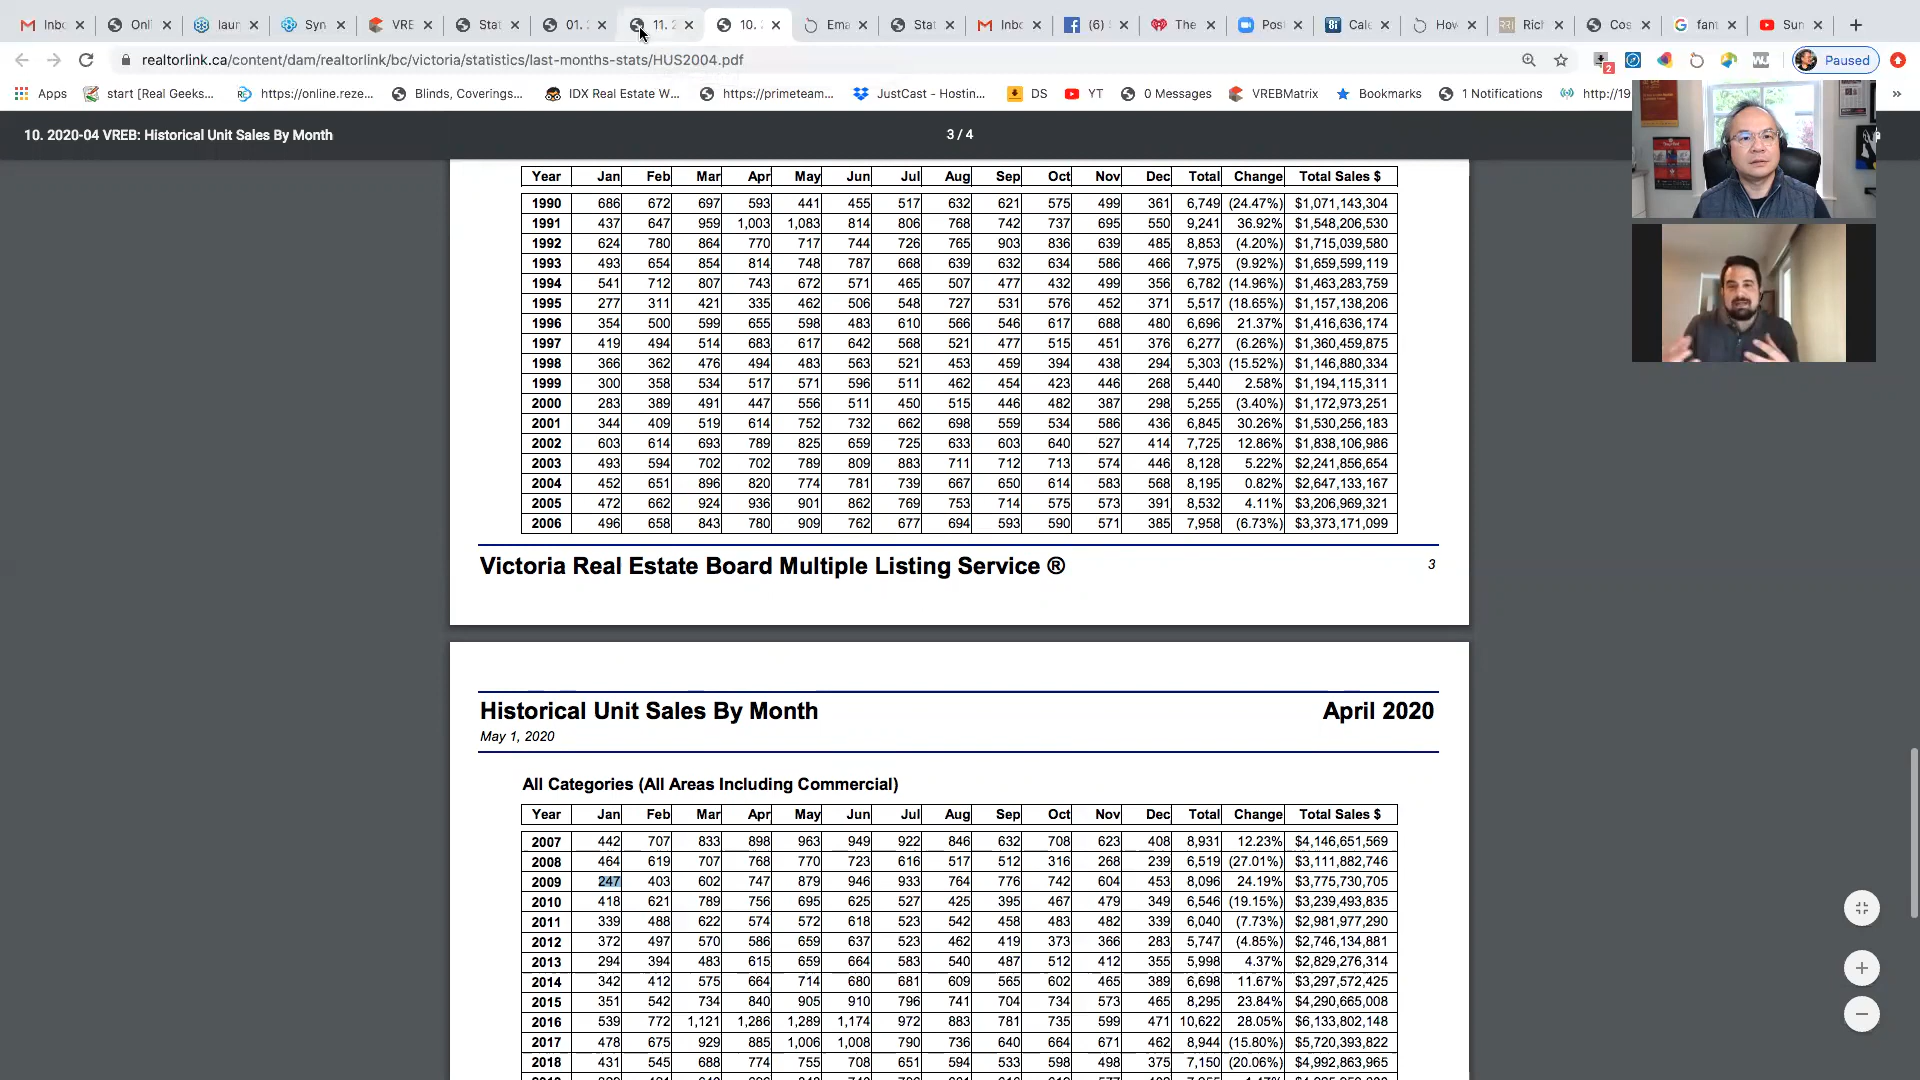 Inbo Onli laun Syn VRE Stat 01. 11. 2 10. Ema Stat Inbo (6) The Post Cale How Rich Cos fant Sun
realtorlink.ca/content/dam/realtorlink/bc/victoria/statistics/last-months-stats/HUS2004.pdf 2 Paused
Apps start [Real Geeks... https://online.reze... Blinds, Coverings... IDX Real Estate W... https://primeteam... JustCast - Hostin... DS YT 0 Messages VREBMatrix Bookmarks 1 Notifications http://19 »
10. 2020-04 VREB: Historical Unit Sales By Month 3 / 4
Year Jan Feb Mar Apr May Jun Jul Aug Sep Oct Nov Dec Total Change Total Sales $
1990 686 672 697 593 441 455 517 632 621 575 499 361 6,749 (24.47%) $1,071,143,304
1991 437 647 959 1,003 1,083 814 806 768 742 737 695 550 9,241 36.92% $1,548,206,530
1992 624 780 864 770 717 744 726 765 903 836 639 485 8,853 (4.20%) $1,715,039,580
1993 493 654 854 814 748 787 668 639 632 634 586 466 7,975 (9.92%) $1,659,599,119
1994 541 712 807 743 672 571 465 507 477 432 499 356 6,782 (14.96%) $1,463,283,759
1995 277 311 421 335 462 506 548 727 531 576 452 371 5,517 (18.65%) $1,157,138,206
1996 354 500 599 655 598 483 610 566 546 617 688 480 6,696 21.37% $1,416,636,174
1997 419 494 514 683 617 642 568 521 477 515 451 376 6,277 (6.26%) $1,360,459,875
1998 366 362 476 494 483 563 521 453 459 394 438 294 5,303 (15.52%) $1,146,880,334
1999 300 358 534 517 571 596 511 462 454 423 446 268 5,440 2.58% $1,194,115,311
2000 283 389 491 447 556 511 450 515 446 482 387 298 5,255 (3.40%) $1,172,973,251
2001 344 409 519 614 752 732 662 698 559 534 586 436 6,845 30.26% $1,530,256,183
2002 603 614 693 789 825 659 725 633 603 640 527 414 7,725 12.86% $1,838,106,986
2003 493 594 702 702 789 809 883 711 712 713 574 446 8,128 5.22% $2,241,856,654
2004 452 651 896 820 774 781 739 667 650 614 583 568 8,195 0.82% $2,647,133,167
2005 472 662 924 936 901 862 769 753 714 575 573 391 8,532 4.11% $3,206,969,321
2006 496 658 843 780 909 762 677 694 593 590 571 385 7,958 (6.73%) $3,373,171,099
Victoria Real Estate Board Multiple Listing Service ® 3
Historical Unit Sales By Month April 2020
May 1, 2020
All Categories (All Areas Including Commercial)
Year Jan Feb Mar Apr May Jun Jul Aug Sep Oct Nov Dec Total Change Total Sales $
2007 442 707 833 898 963 949 922 846 632 708 623 408 8,931 12.23% $4,146,651,569
2008 464 619 707 768 770 723 616 517 512 316 268 239 6,519 (27.01%) $3,111,882,746
2009 247 403 602 747 879 946 933 764 776 742 604 453 8,096 24.19% $3,775,730,705
2010 418 621 789 756 695 625 527 425 395 467 479 349 6,546 (19.15%) $3,239,493,835
2011 339 488 622 574 572 618 523 542 458 483 482 339 6,040 (7.73%) $2,981,977,290
2012 372 497 570 586 659 637 523 462 419 373 366 283 5,747 (4.85%) $2,746,134,881
2013 294 394 483 615 659 664 583 540 487 512 412 355 5,998 4.37% $2,829,276,314
2014 342 412 575 664 714 680 681 609 565 602 465 389 6,698 11.67% $3,297,572,425
2015 351 542 734 840 905 910 796 741 704 734 573 465 8,295 23.84% $4,290,665,008
2016 539 772 1,121 1,286 1,289 1,174 972 883 781 735 599 471 10,622 28.05% $6,133,802,148
2017 478 675 929 885 1,006 1,008 790 736 640 664 671 462 8,944 (15.80%) $5,720,393,822
2018 431 545 688 774 755 708 651 594 533 598 498 375 7,150 (20.06%) $4,992,863,965